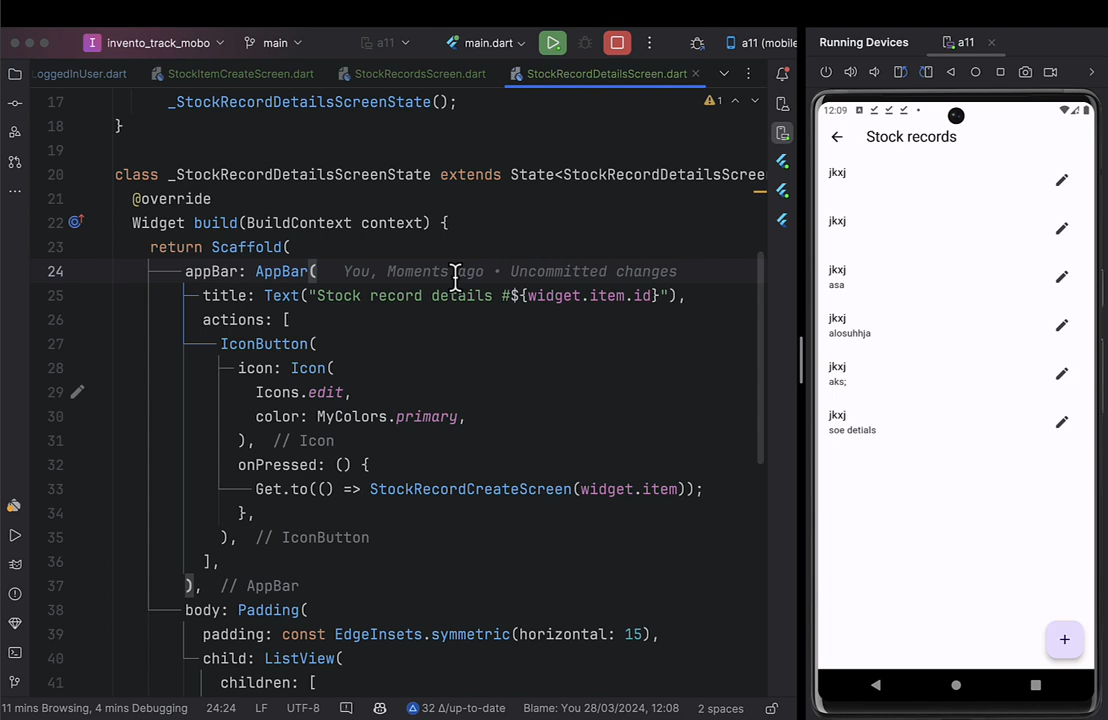 invento_track_mobo
main
a11
main.dart
a11 (mobile
Running Devices
a11
LoggedInUser.dart
StockItemCreateScreen.dart
StockRecordsScreen.dart
StockRecordDetailsScreen.dart
17 _StockRecordDetailsScreenState();
18 }
19
20 class _StockRecordDetailsScreenState extends State<StockRecordDetailsScree
21 @override
22 Widget build(BuildContext context) {
23 return Scaffold(
24 appBar: AppBar( You, Moments ago • Uncommitted changes
25 title: Text("Stock record details #${widget.item.id}"),
26 actions: [
27 IconButton(
28 icon: Icon(
29 Icons.edit,
30 color: MyColors.primary,
31 ), // Icon
32 onPressed: () {
33 Get.to(() => StockRecordCreateScreen(widget.item));
34 },
35 ), // IconButton
36 ],
37 ), // AppBar
38 body: Padding(
39 padding: const EdgeInsets.symmetric(horizontal: 15),
40 child: ListView(
41 children: [
1
11 mins Browsing, 4 mins Debugging
24:24
LF
UTF-8
32 Δ/up-to-date
Blame: You 28/03/2024, 12:08
2 spaces
12:09
Stock records
jkxj
jkxj
jkxj
asa
jkxj
alosuhhja
jkxj
aks;
jkxj
soe detials
+